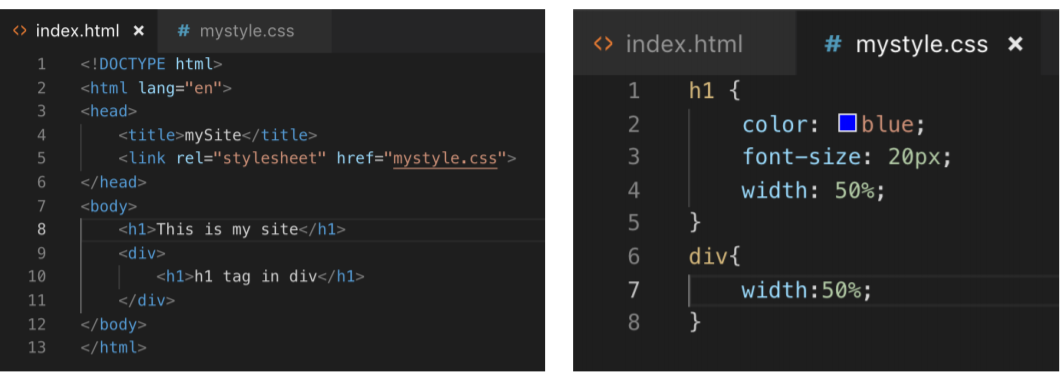 index.html × # mystyle.css
1 <!DOCTYPE html>
2 <html lang="en">
3 <head>
4 <title>mySite</title>
5 <link rel="stylesheet" href="mystyle.css">
6 </head>
7 <body>
8 <h1>This is my site</h1>
9 <div>
10 <h1>h1 tag in div</h1>
11 </div>
12 </body>
13 </html>
index.html # mystyle.css ×
1 h1 {
2 color: blue;
3 font-size: 20px;
4 width: 50%;
5 }
6 div{
7 width:50%;
8 }